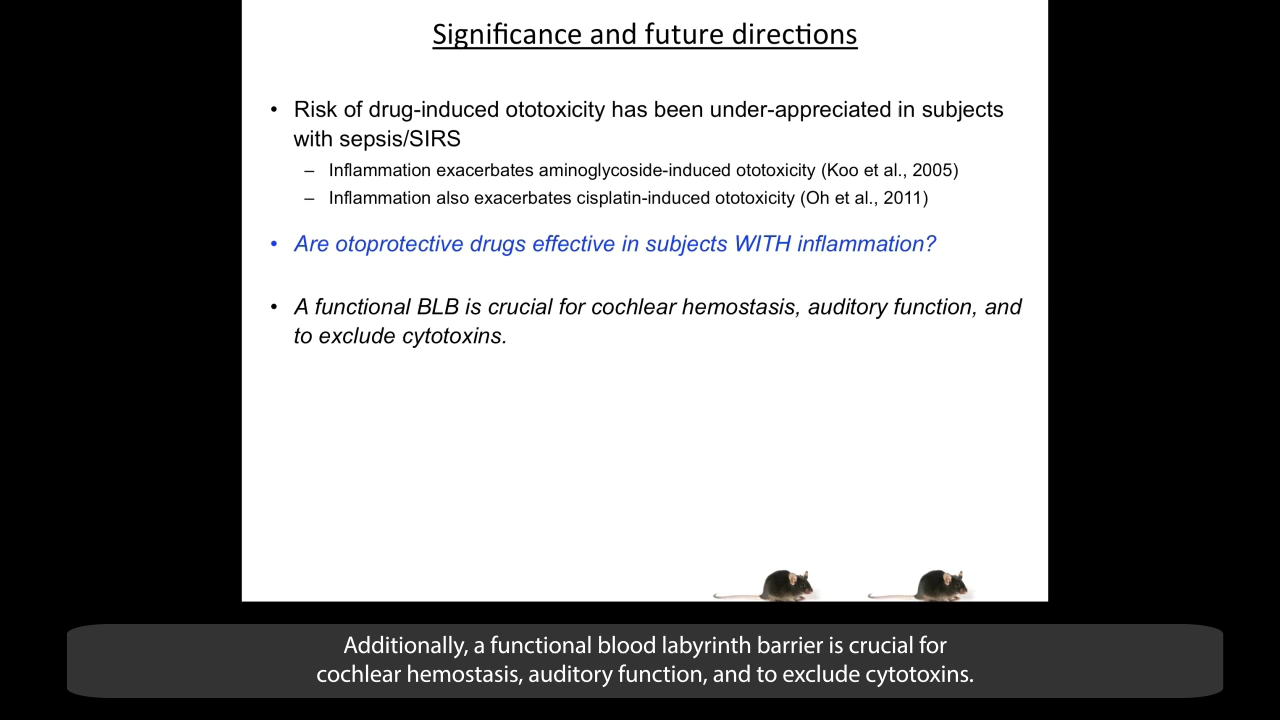 Significance and future directions
• Risk of drug-induced ototoxicity has been under-appreciated in subjects
with sepsis/SIRS
– Inflammation exacerbates aminoglycoside-induced ototoxicity (Koo et al., 2005)
– Inflammation also exacerbates cisplatin-induced ototoxicity (Oh et al., 2011)
• Are otoprotective drugs effective in subjects WITH inflammation?
• A functional BLB is crucial for cochlear hemostasis, auditory function, and
to exclude cytotoxins.
Additionally, a functional blood labyrinth barrier is crucial for
cochlear hemostasis, auditory function, and to exclude cytotoxins.